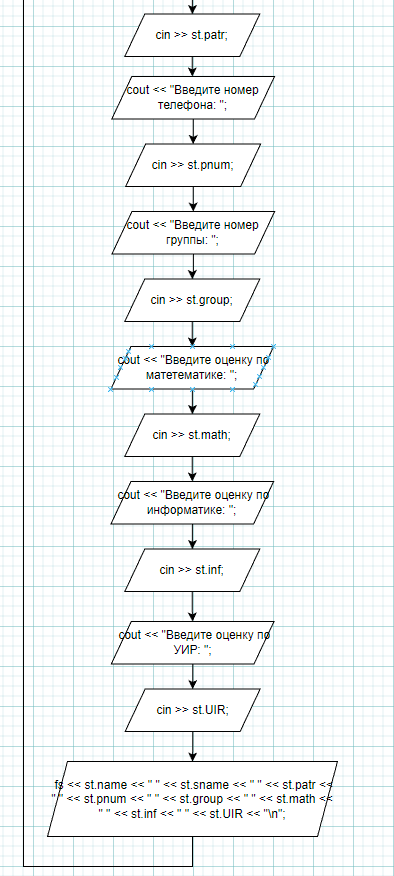 cin >> st.patr;
cout << "Введите номер
телефона: ";
cin >> st.pnum;
cout << "Введите номер
группы: ";
cin >> st.group;
cout << "Введите оценку по
матетематике: ";
cin >> st.math;
cout << "Введите оценку по
информатике: ";
cin >> st.inf;
cout << "Введите оценку по
УИР: ";
cin >> st.UIR;
fs << st.name << " " << st.sname << " " << st.patr <<
" " << st.pnum << " " << st.group << " " << st.math <<
" " << st.inf << " " << st.UIR << "\n";